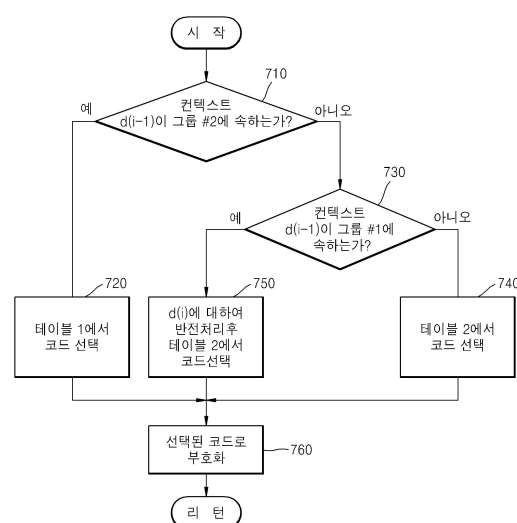 시 작
710
컨텍스트
d(i-1)이 그룹 #2에 속하는가?
예
아니오
730
컨텍스트
d(i-1)이 그룹 #1에
속하는가?
예
아니오
720
테이블 1에서
코드 선택
750
d(i)에 대하여
반전처리후
테이블 2에서
코드선택
740
테이블 2에서
코드 선택
선택된 코드로
부호화
760
리 턴